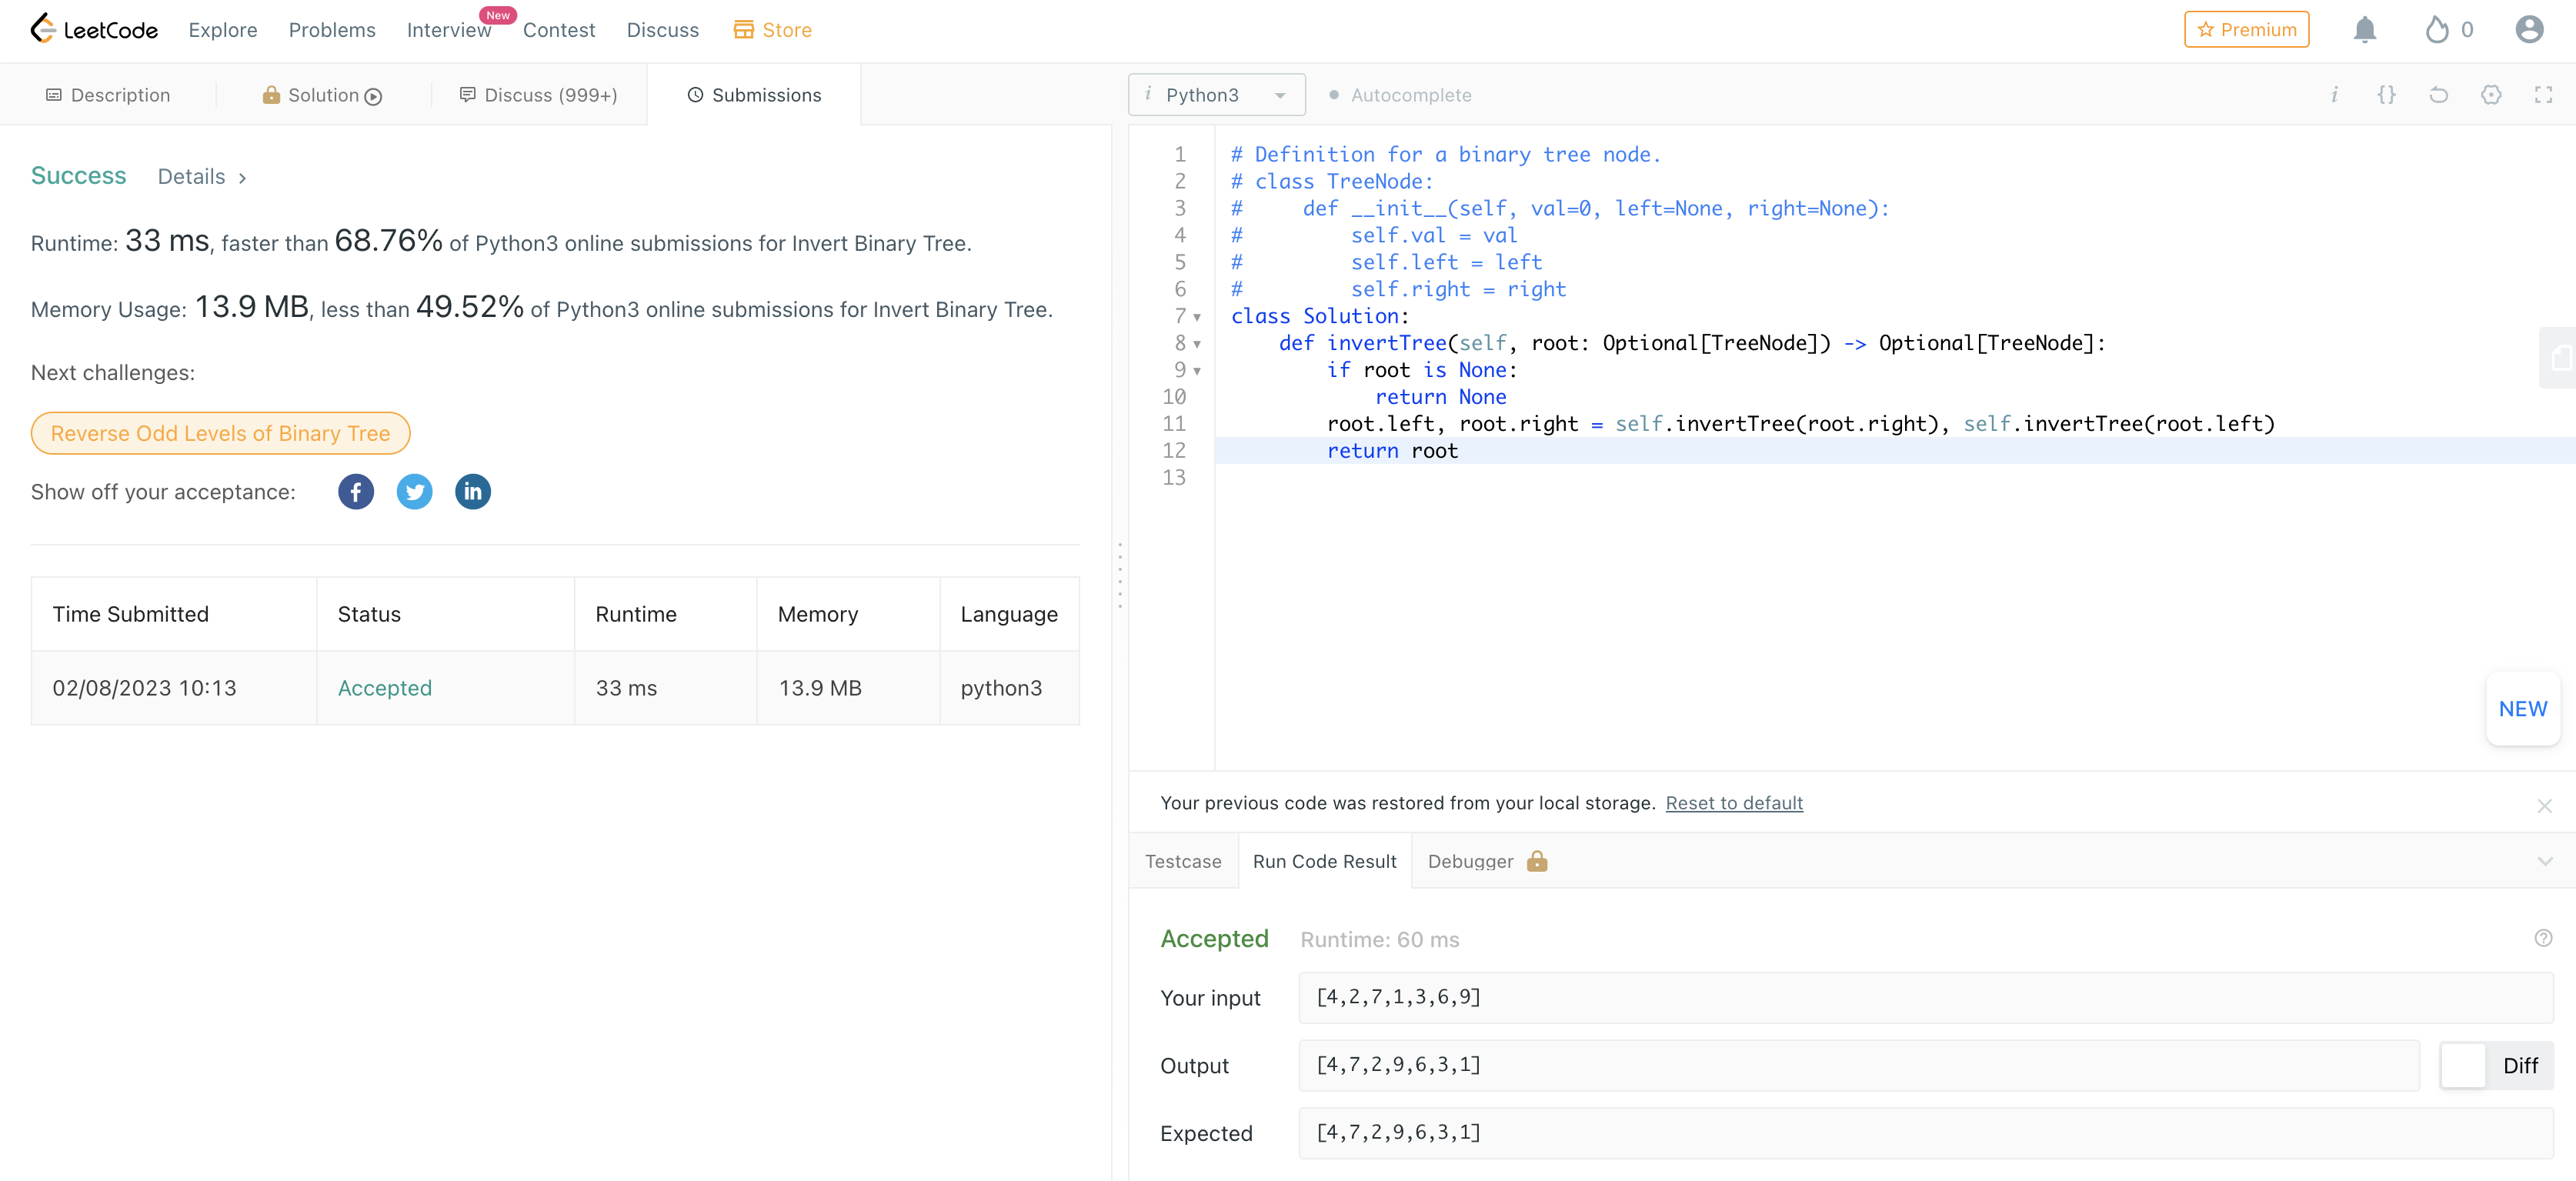 LeetCode Explore Problems Interview New Contest Discuss Store Premium 0
Description Solution Discuss (999+) Submissions
Success Details >
Runtime: 33 ms, faster than 68.76% of Python3 online submissions for Invert Binary Tree.
Memory Usage: 13.9 MB, less than 49.52% of Python3 online submissions for Invert Binary Tree.
Next challenges:
Reverse Odd Levels of Binary Tree
Show off your acceptance:
Time Submitted Status Runtime Memory Language
02/08/2023 10:13 Accepted 33 ms 13.9 MB python3
i Python3 Autocomplete i {}
1 # Definition for a binary tree node.
2 # class TreeNode:
3 #     def __init__(self, val=0, left=None, right=None):
4 #         self.val = val
5 #         self.left = left
6 #         self.right = right
7 class Solution:
8     def invertTree(self, root: Optional[TreeNode]) -> Optional[TreeNode]:
9         if root is None:
10             return None
11         root.left, root.right = self.invertTree(root.right), self.invertTree(root.left)
12         return root
13
NEW
Your previous code was restored from your local storage. Reset to default
Testcase Run Code Result Debugger
Accepted Runtime: 60 ms
Your input [4,2,7,1,3,6,9]
Output [4,7,2,9,6,3,1] Diff
Expected [4,7,2,9,6,3,1]